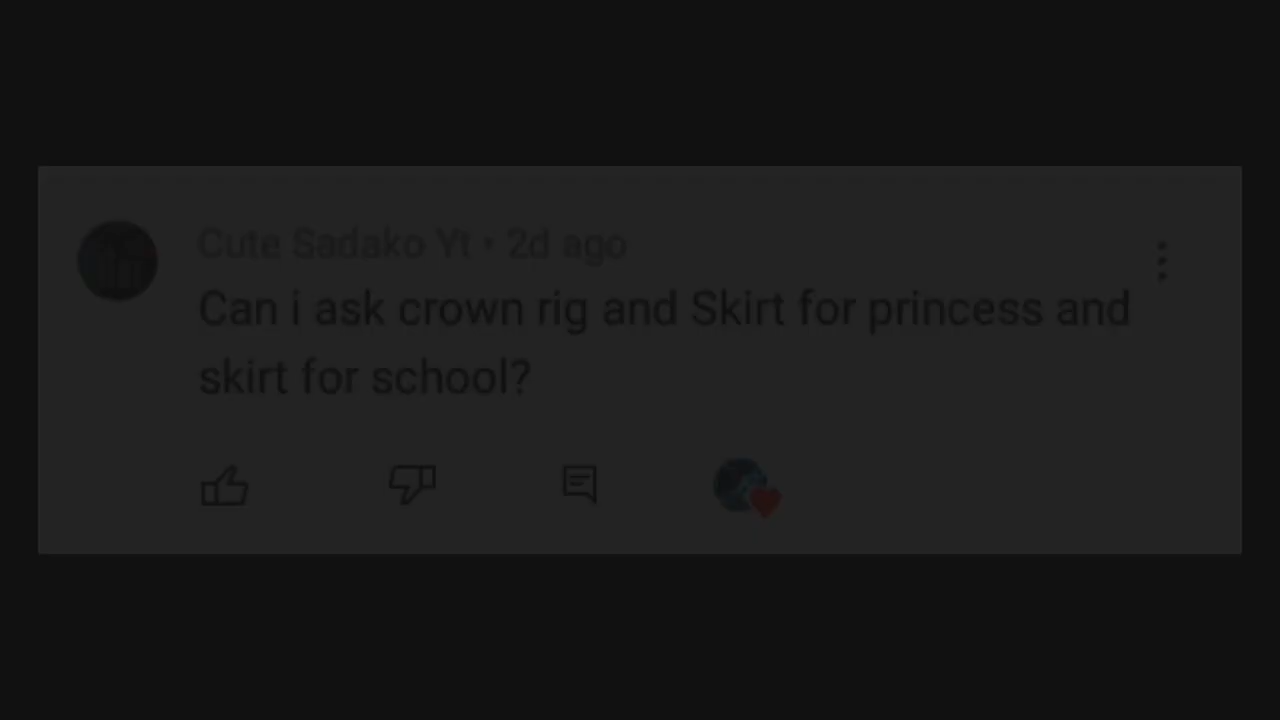 Cute Sadako Yt • 2d ago
Can i ask crown rig and Skirt for princess and
skirt for school?